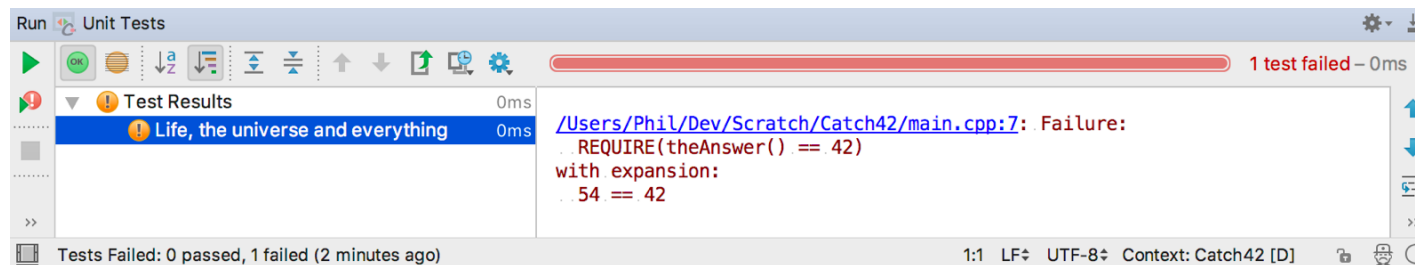 Run Unit Tests
OK a z 1 test failed – 0ms
Test Results 0ms
Life, the universe and everything 0ms
/Users/Phil/Dev/Scratch/Catch42/main.cpp:7: Failure:
REQUIRE(theAnswer() == 42)
with expansion:
54 == 42
Tests Failed: 0 passed, 1 failed (2 minutes ago) 1:1 LF UTF-8 Context: Catch42 [D]